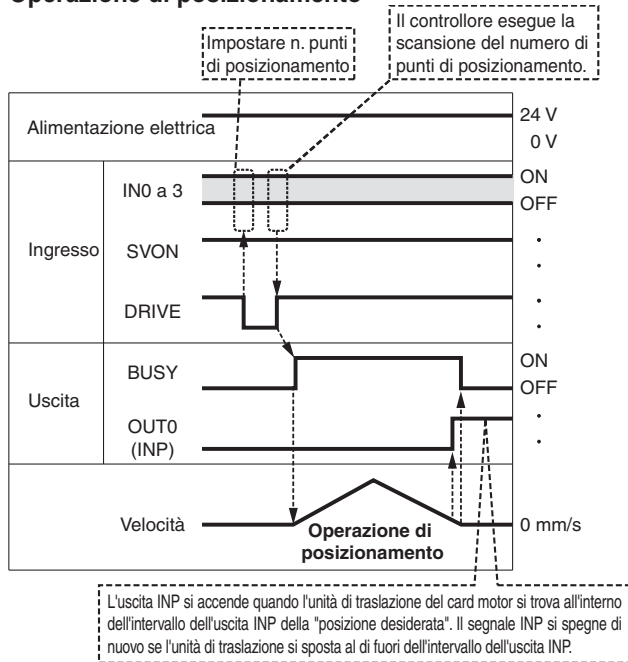 Operazione di posizionamento
Impostare n. punti
di posizionamento
Il controllore esegue la
scansione del numero di
punti di posizionamento.
Alimentazione elettrica
24 V
0 V
Ingresso
IN0 a 3
ON
OFF
SVON
DRIVE
Uscita
BUSY
ON
OFF
OUT0
(INP)
Velocità
Operazione di
posizionamento
0 mm/s
L'uscita INP si accende quando l'unità di traslazione del card motor si trova all'interno
dell'intervallo dell'uscita INP della "posizione desiderata". Il segnale INP si spegne di
nuovo se l'unità di traslazione si sposta al di fuori dell'intervallo dell'uscita INP.